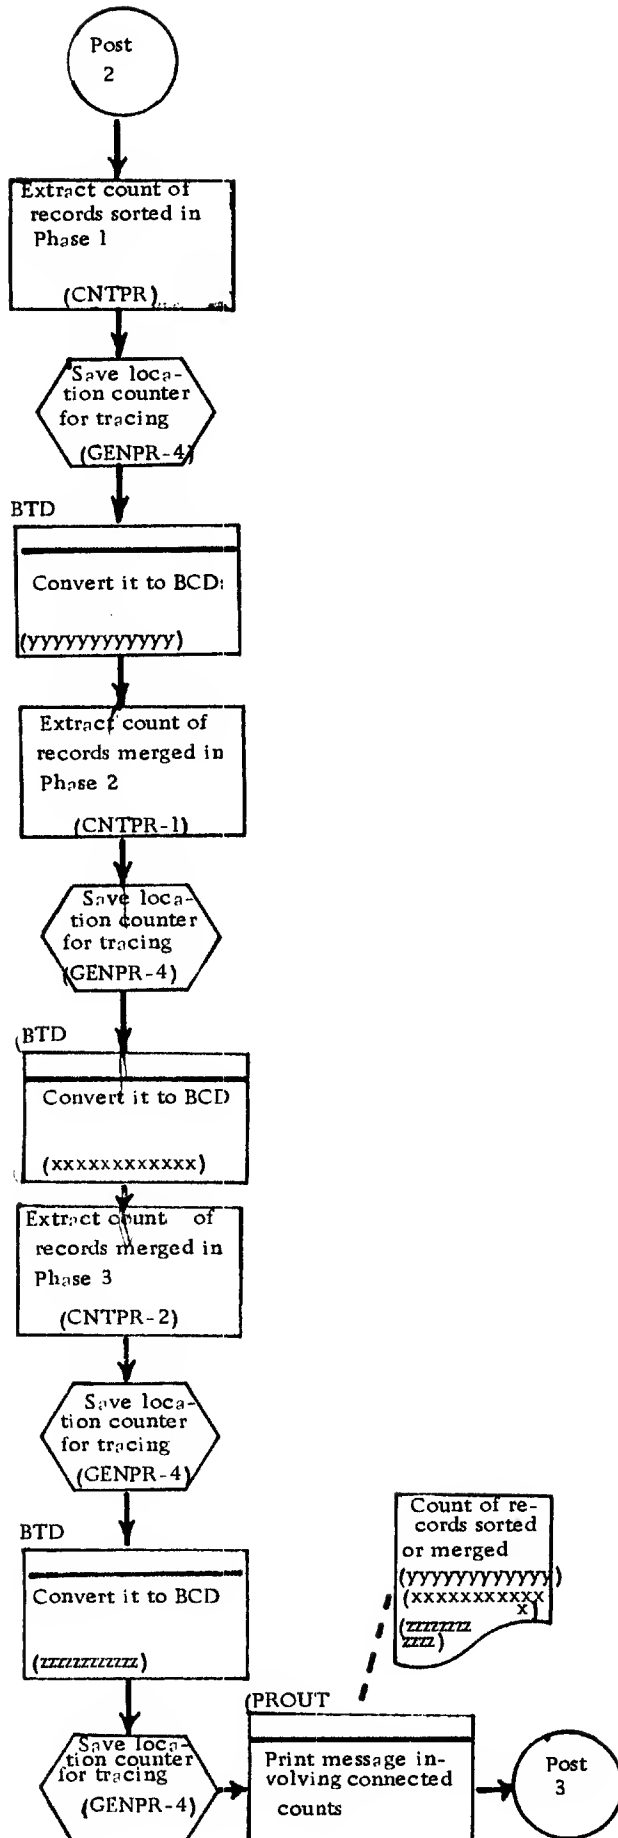 Post
2
Extract count of
records sorted in
Phase 1
(CNTPR)
Save loca-
tion counter
for tracing
(GENPR-4)
BTD
Convert it to BCD:
(yyyyyyyyyyyy)
Extract count of
records merged in
Phase 2
(CNTPR-1)
Save loca-
tion counter
for tracing
(GENPR-4)
BTD
Convert it to BCD
(xxxxxxxxxxxx)
Extract count of
records merged in
Phase 3
(CNTPR-2)
Save loca-
tion counter
for tracing
(GENPR-4)
BTD
Convert it to BCD
(zzzzzzzzzzzz)
Save loca-
tion counter
for tracing
(GENPR-4)
Count of re-
cords sorted
or merged
(yyyyyyyyyyyy)
(xxxxxxxxxxx
x)
(zzzzzzzz
zzzz)
(PROUT
Print message in-
volving connected
counts
Post
3